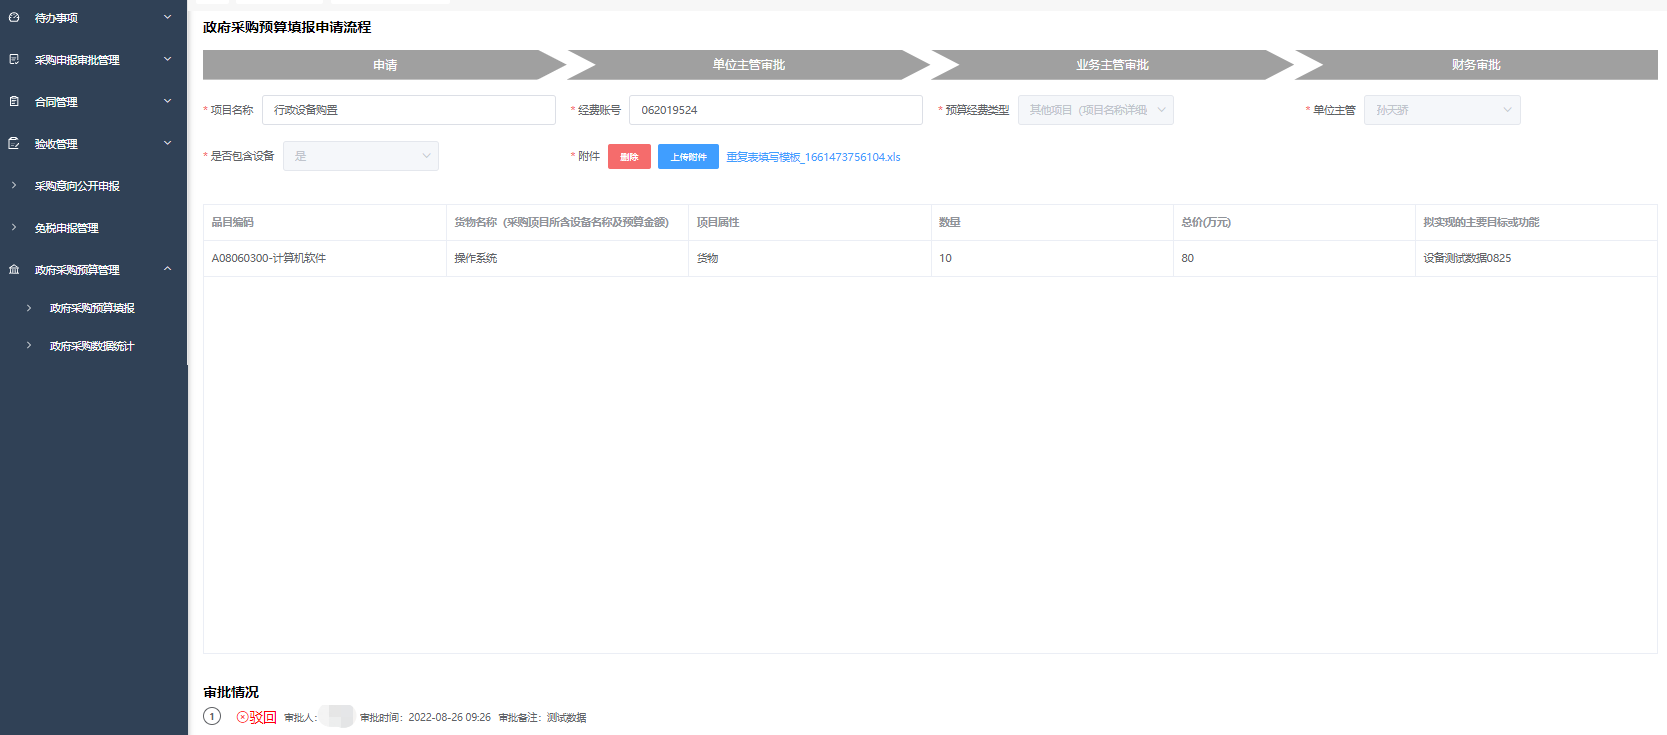 待办事项
采购申报审批管理
合同管理
验收管理
采购意向公开申报
免税申报管理
政府采购预算管理
政府采购预算填报
政府采购数据统计
政府采购预算填报申请流程
申请 单位主管审批 业务主管审批 财务审批
* 项目名称 行政设备购置 * 经费账号 062019524 * 预算经费类型 其他项目（项目名称详细 * 单位主管 孙天骄
* 是否包含设备 是 * 附件 删除 上传附件 重复表填写模板_1661473756104.xls
品目编码 货物名称（采购项目所含设备名称及预算金额） 项目属性 数量 总价(万元) 拟实现的主要目标或功能
A08060300-计算机软件 操作系统 货物 10 80 设备测试数据0825
审批情况
1 驳回 审批人： 审批时间：2022-08-26 09:26 审批备注：测试数据